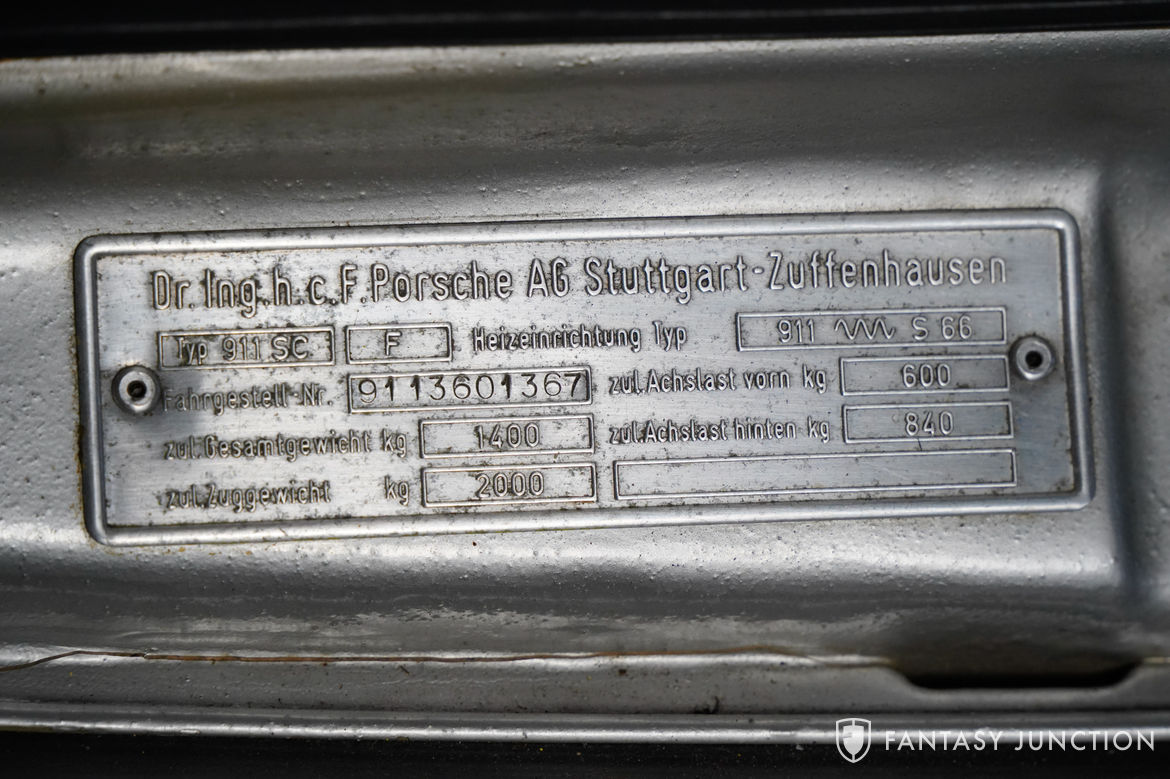 Dr. Ing. h. c. F. Porsche AG Stuttgart-Zuffenhausen
Typ 911 SC F Heizeinrichtung Typ 911 S 66
Fahrgestell-Nr. 9113601367 zul. Achslast vorn kg 600
zul. Gesamtgewicht kg 1400 zul. Achslast hinten kg 840
zul. Zuggewicht kg 2000
FANTASY JUNCTION